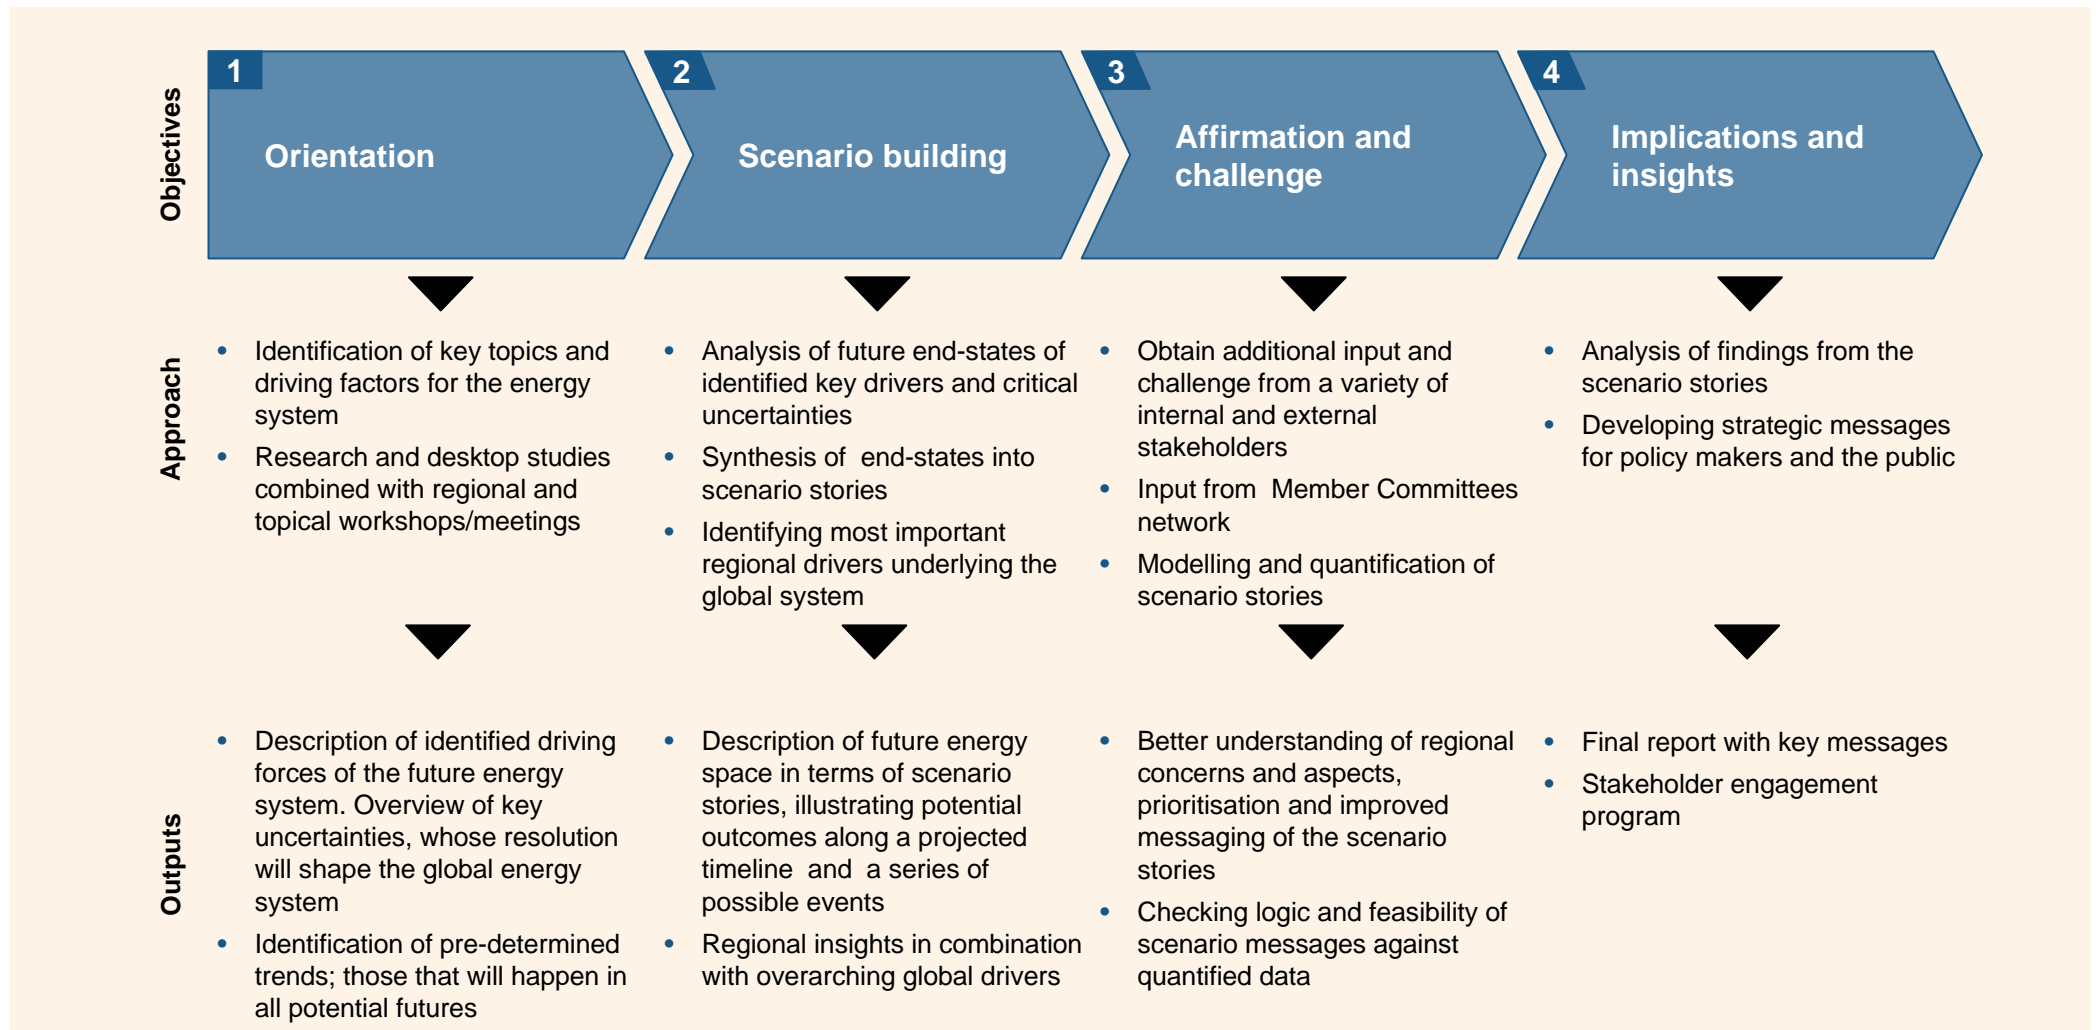 Objectives
1
Orientation
2
Scenario building
3
Affirmation and
challenge
4
Implications and
insights
Approach
• Identification of key topics and
driving factors for the energy
system
• Research and desktop studies
combined with regional and
topical workshops/meetings
• Analysis of future end-states of
identified key drivers and critical
uncertainties
• Synthesis of  end-states into
scenario stories
• Identifying most important
regional drivers underlying the
global system
• Obtain additional input and
challenge from a variety of
internal and external
stakeholders
• Input from  Member Committees
network
• Modelling and quantification of
scenario stories
• Analysis of findings from the
scenario stories
• Developing strategic messages
for policy makers and the public
Outputs
• Description of identified driving
forces of the future energy
system. Overview of key
uncertainties, whose resolution
will shape the global energy
system
• Identification of pre-determined
trends; those that will happen in
all potential futures
• Description of future energy
space in terms of scenario
stories, illustrating potential
outcomes along a projected
timeline  and  a series of
possible events
• Regional insights in combination
with overarching global drivers
• Better understanding of regional
concerns and aspects,
prioritisation and improved
messaging of the scenario
stories
• Checking logic and feasibility of
scenario messages against
quantified data
• Final report with key messages
• Stakeholder engagement
program